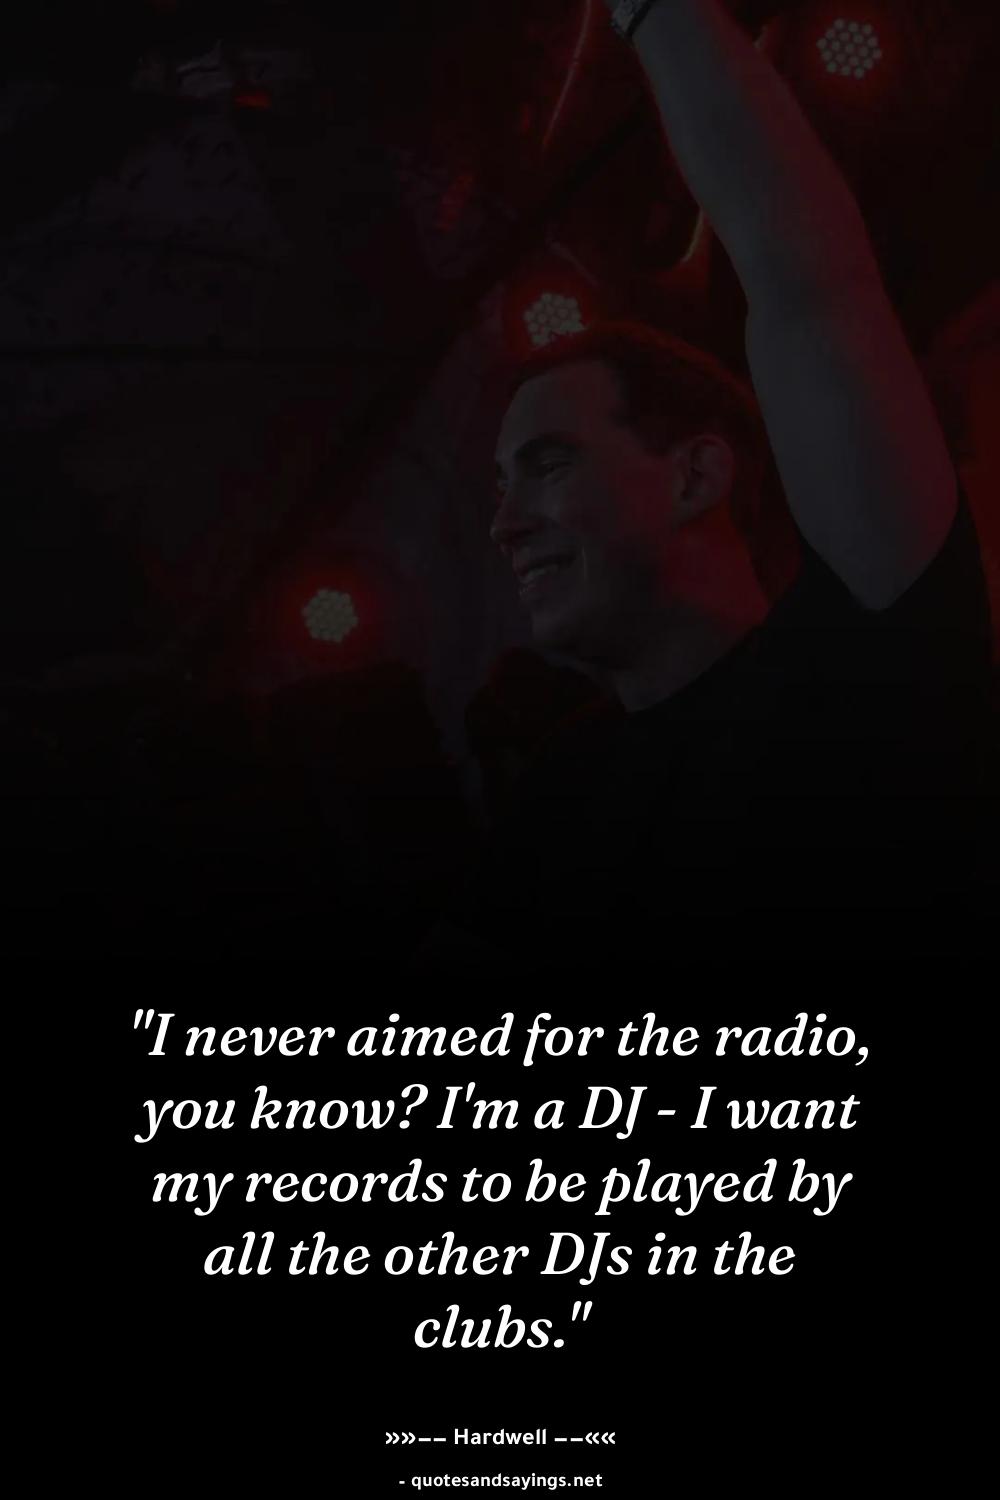 "I never aimed for the radio,
you know? I'm a DJ - I want
my records to be played by
all the other DJs in the
clubs."
»»−− Hardwell −−««
- quotesandsayings.net